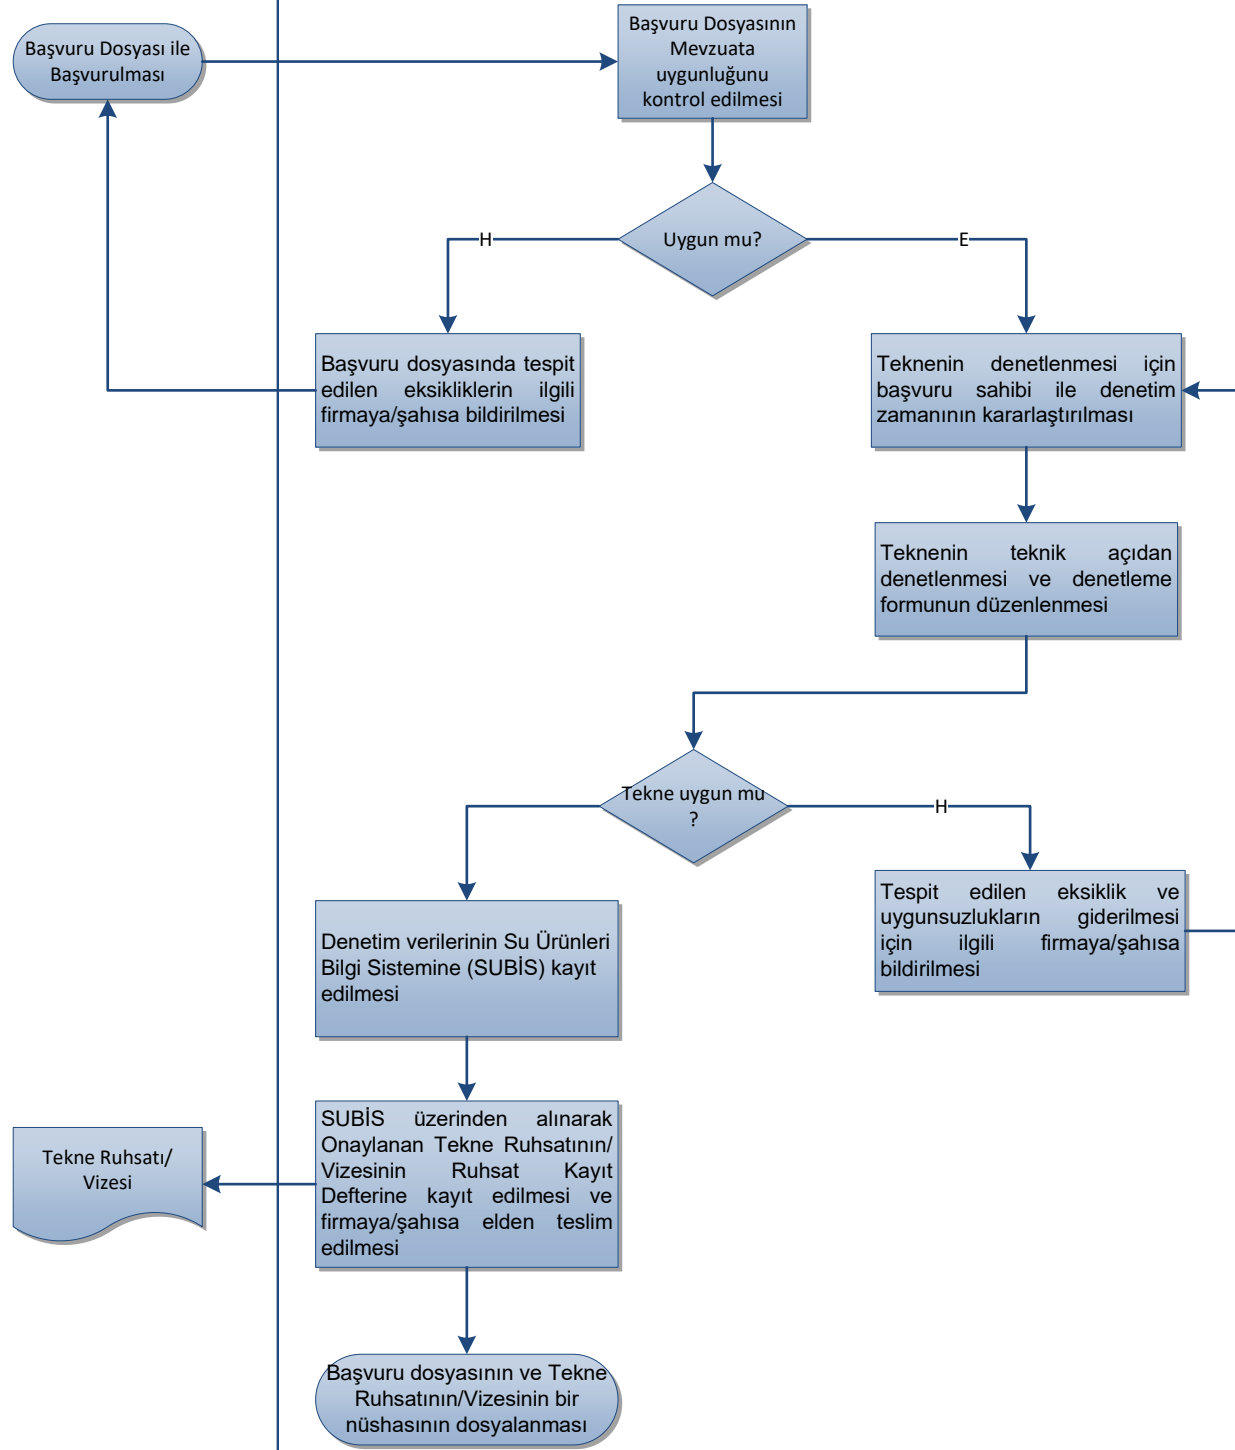 Başvuru Dosyası ile
Başvurulması
Başvuru Dosyasının
Mevzuata
uygunluğunu
kontrol edilmesi
Uygun mu?
H
E
Başvuru dosyasında tespit
edilen eksikliklerin ilgili
firmaya/şahısa bildirilmesi
Teknenin denetlenmesi için
başvuru sahibi ile denetim
zamanının kararlaştırılması
Teknenin teknik açıdan
denetlenmesi ve denetleme
formunun düzenlenmesi
Tekne uygun mu
?
H
Tespit edilen eksiklik ve
uygunsuzlukların giderilmesi
için ilgili firmaya/şahısa
bildirilmesi
Denetim verilerinin Su Ürünleri
Bilgi Sistemine (SUBİS) kayıt
edilmesi
SUBİS üzerinden alınarak
Onaylanan Tekne Ruhsatının/
Vizesinin Ruhsat Kayıt
Defterine kayıt edilmesi ve
firmaya/şahısa elden teslim
edilmesi
Tekne Ruhsatı/
Vizesi
Başvuru dosyasının ve Tekne
Ruhsatının/Vizesinin bir
nüshasının dosyalanması